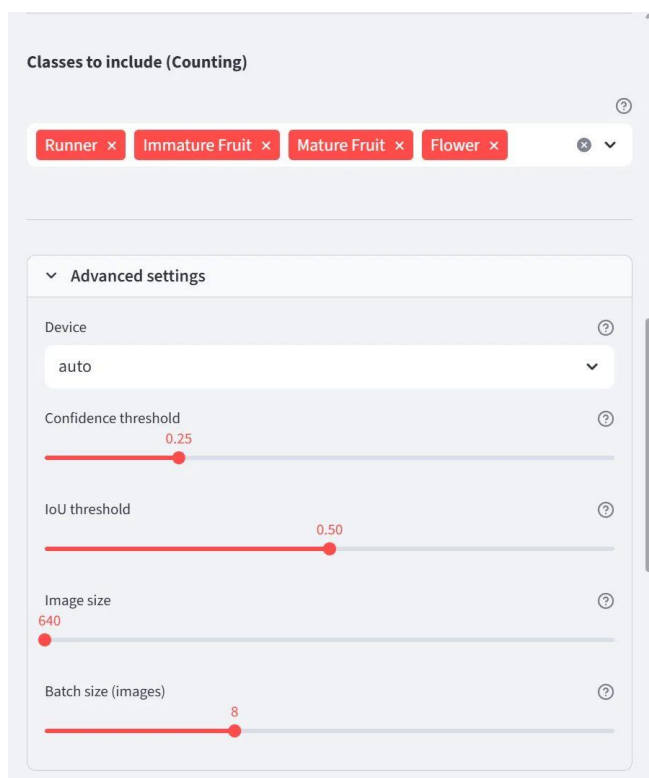 Classes to include (Counting)
Runner × Immature Fruit × Mature Fruit × Flower ×
Advanced settings
Device
auto
Confidence threshold
0.25
IoU threshold
0.50
Image size
640
Batch size (images)
8